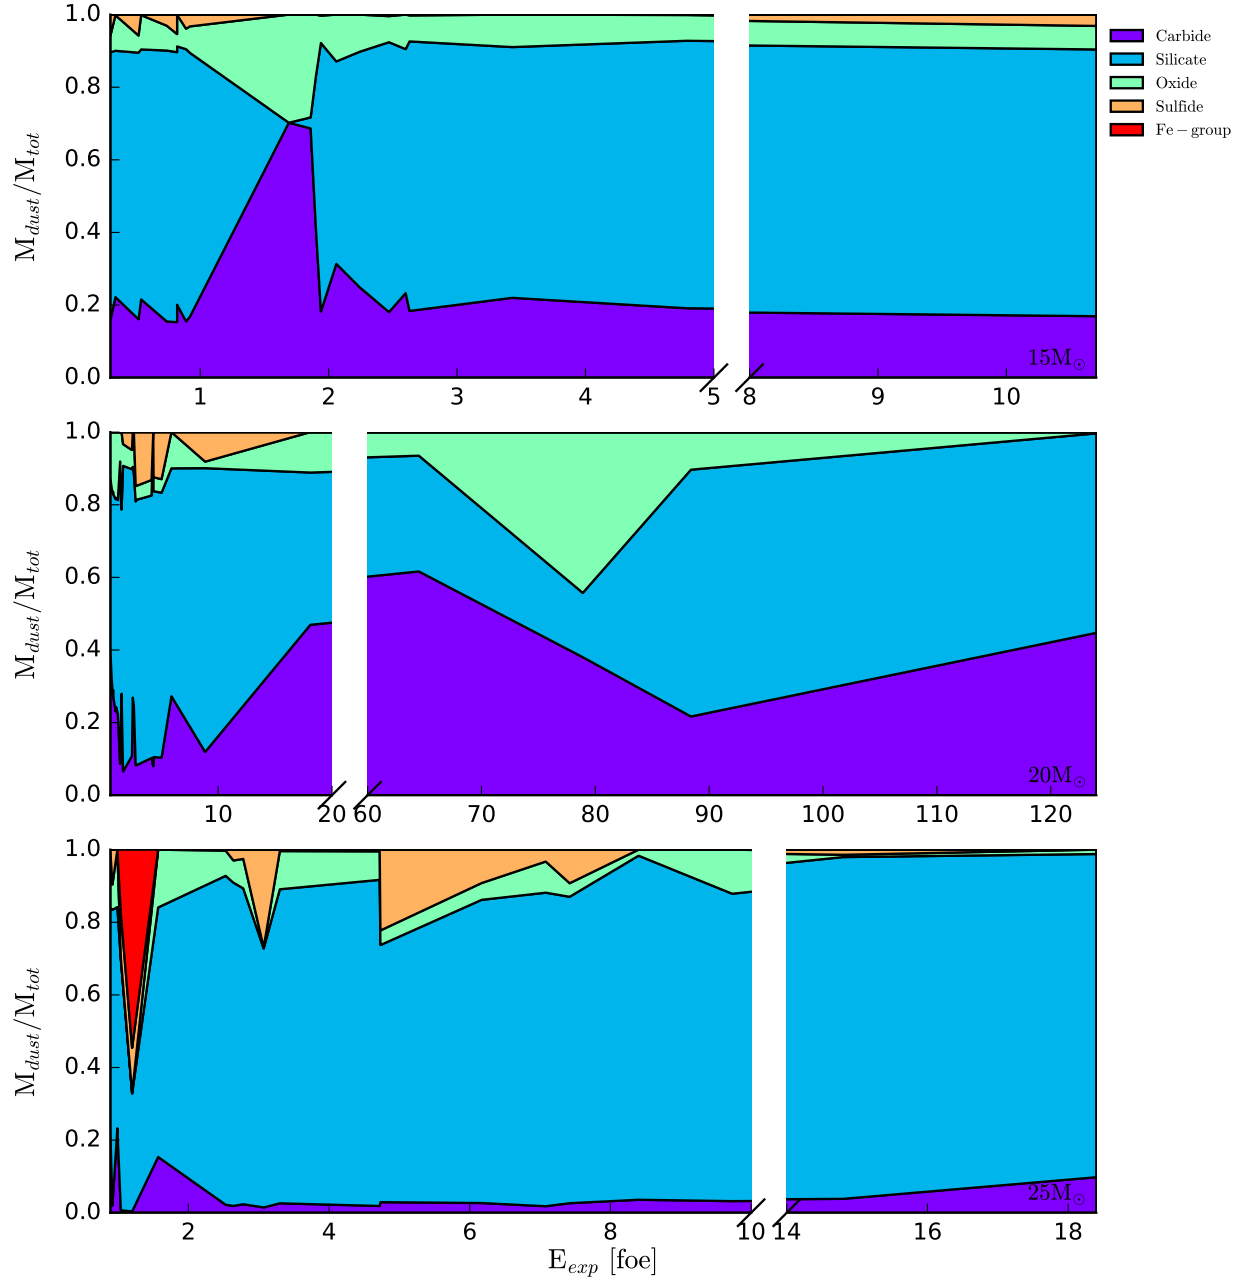 1.0
0.8
0.6
0.4
0.2
0.0
M_dust/M_tot
1 2 3 4 5 8 9 10
15M⊙
Carbide
Silicate
Oxide
Sulfide
Fe − group
1.0
0.8
0.6
0.4
0.2
0.0
M_dust/M_tot
10 20 60 70 80 90 100 110 120
20M⊙
1.0
0.8
0.6
0.4
0.2
0.0
M_dust/M_tot
2 4 6 8 10 14 16 18
25M⊙
E_exp [foe]